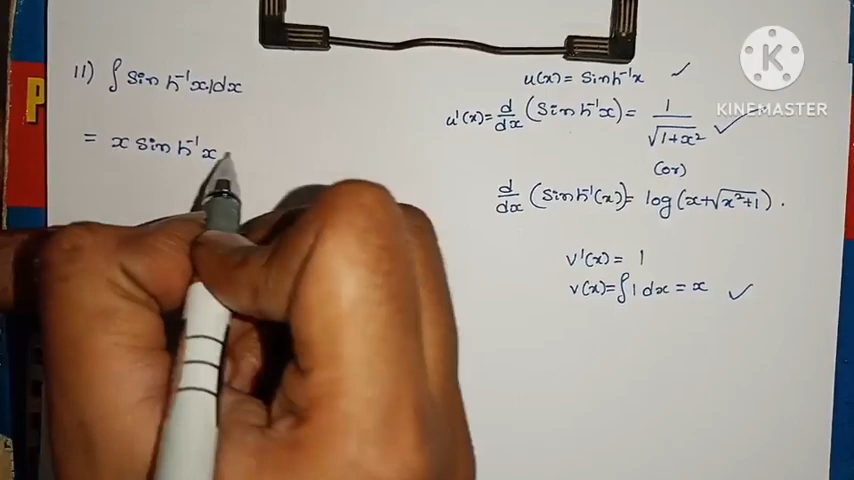 11) ∫ Sin h⁻¹x dx
= x Sin h⁻¹x
u(x) = Sin h⁻¹x ✓
u'(x) = d/dx (Sin h⁻¹x) = 1/√(1+x²) ✓
(or)
d/dx (Sin h⁻¹(x)) = log(x+√(x²+1)).
v'(x) = 1
v(x) = ∫ 1 dx = x ✓
K
KINEMASTER
P